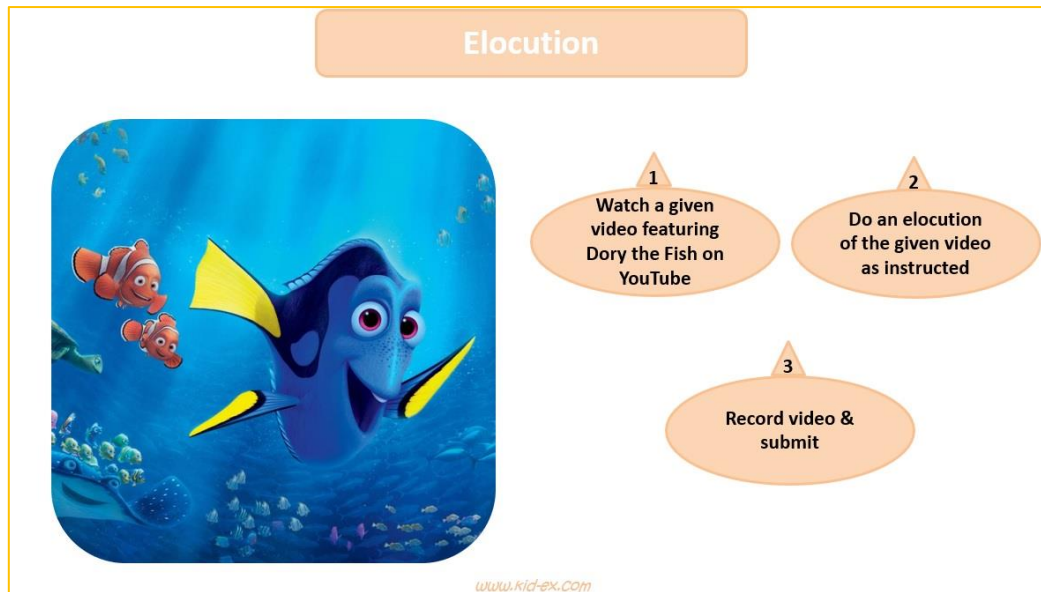 Elocution
1
Watch a given
video featuring
Dory the Fish on
YouTube
2
Do an elocution
of the given video
as instructed
3
Record video &
submit
www.kid-ex.com